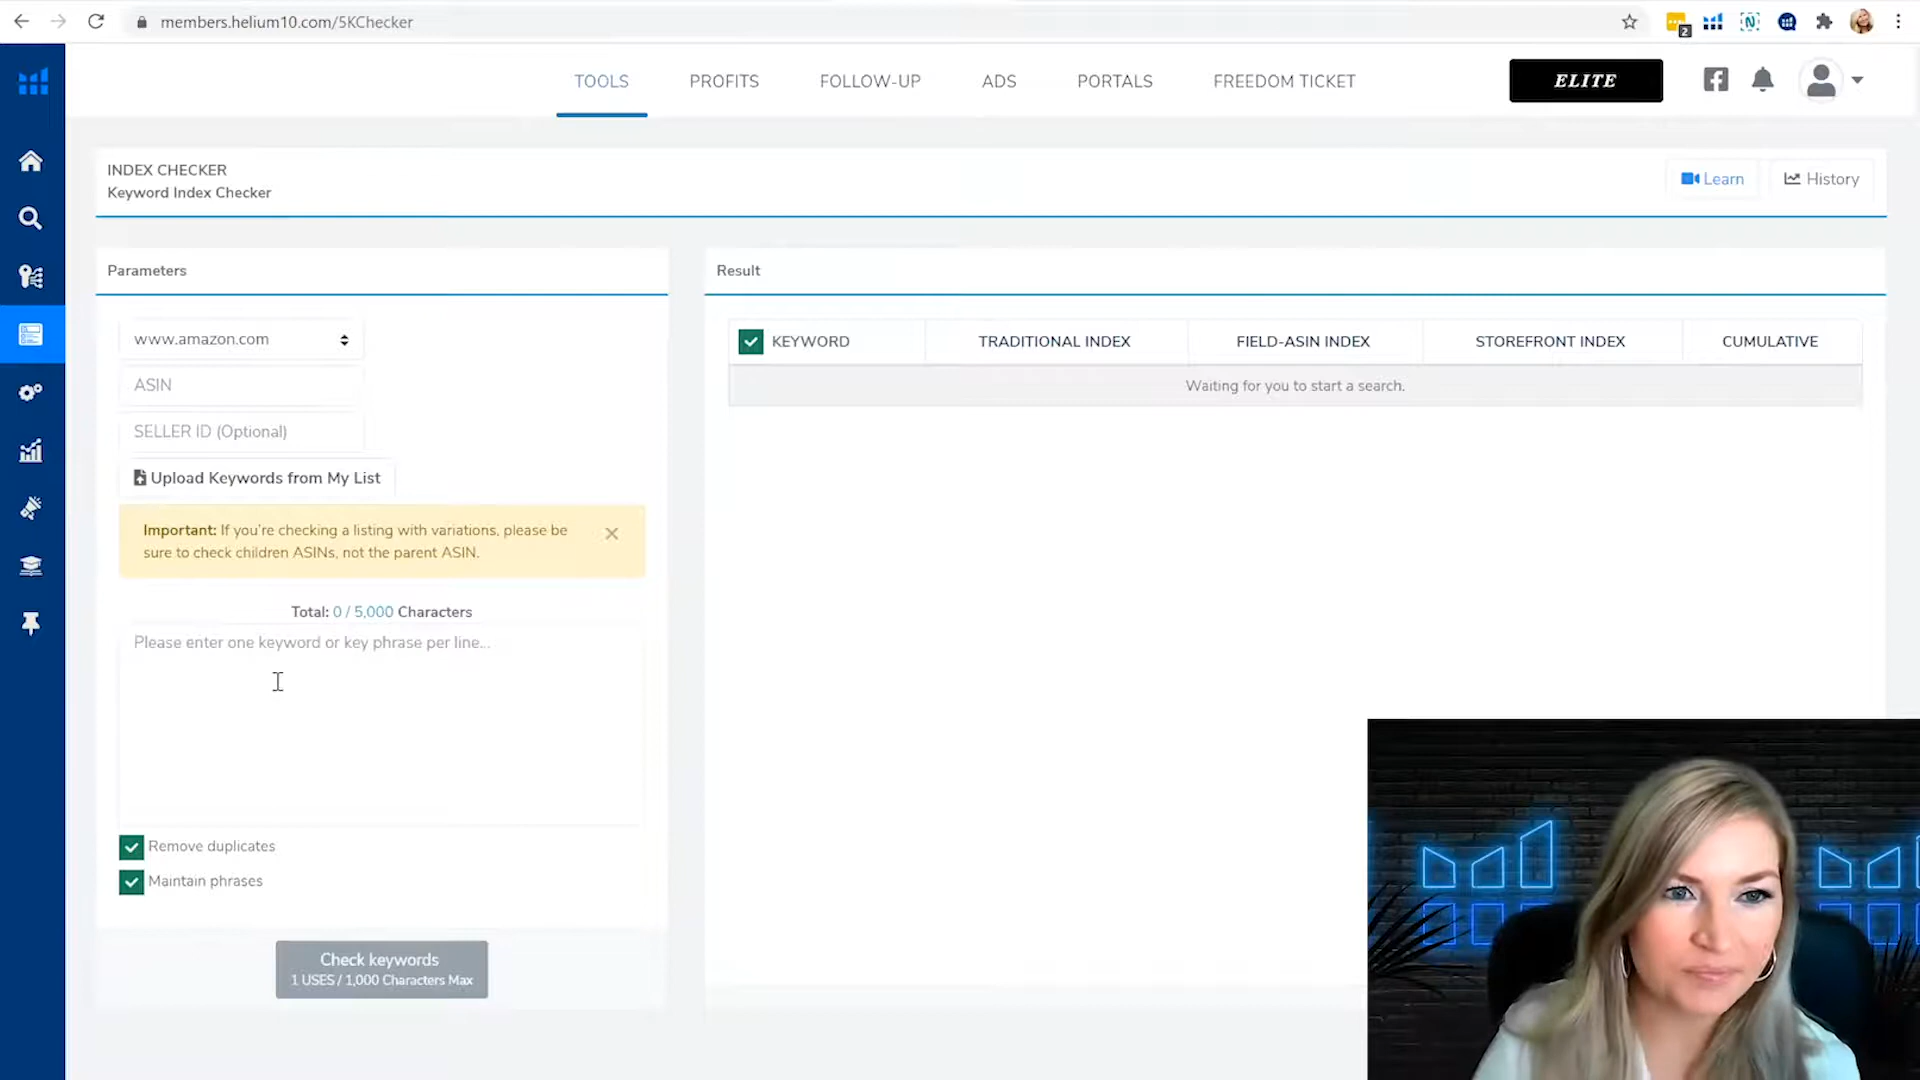 members.helium10.com/5KChecker
2
TOOLS
PROFITS
FOLLOW-UP
ADS
PORTALS
FREEDOM TICKET
ELITE
INDEX CHECKER
Keyword Index Checker
Learn
History
Parameters
www.amazon.com
ASIN
SELLER ID (Optional)
Upload Keywords from My List
Important: If you're checking a listing with variations, please be
sure to check children ASINs, not the parent ASIN.
Total: 0 / 5,000 Characters
Please enter one keyword or key phrase per line...
Remove duplicates
Maintain phrases
Check keywords
1 USES / 1,000 Characters Max
Result
KEYWORD
TRADITIONAL INDEX
FIELD-ASIN INDEX
STOREFRONT INDEX
CUMULATIVE
Waiting for you to start a search.